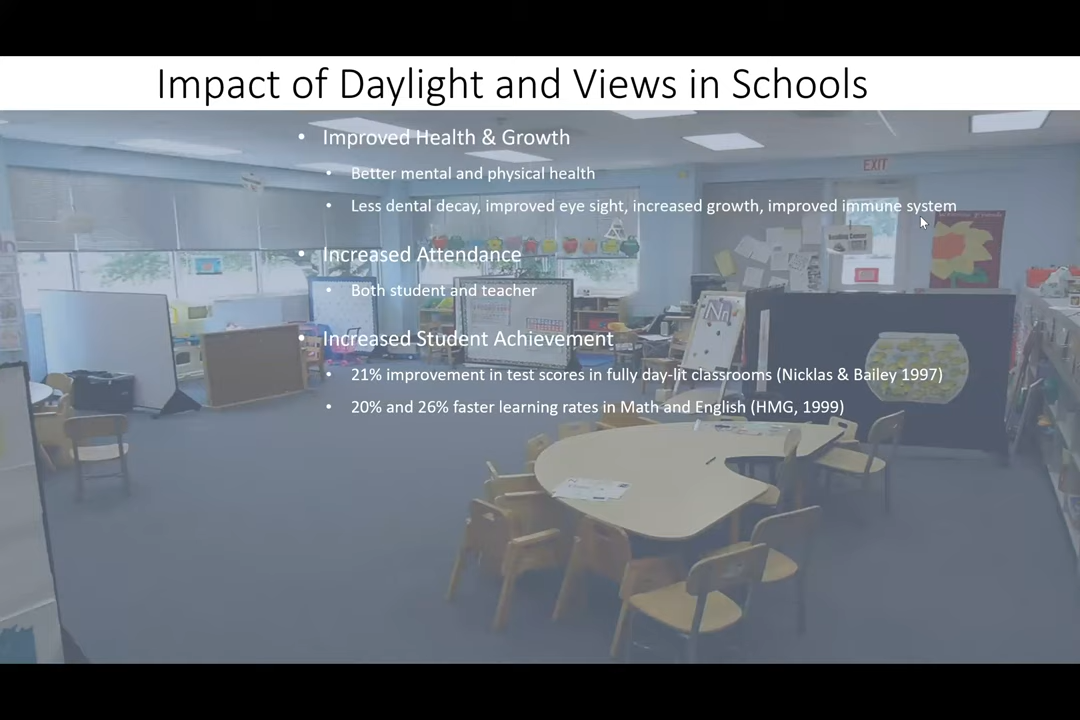 Impact of Daylight and Views in Schools
• Improved Health & Growth
• Better mental and physical health
• Less dental decay, improved eye sight, increased growth, improved immune system
EXIT
• Increased Attendance
• Both student and teacher
Nn
• Increased Student Achievement
• 21% improvement in test scores in fully day-lit classrooms (Nicklas & Bailey 1997)
• 20% and 26% faster learning rates in Math and English (HMG, 1999)